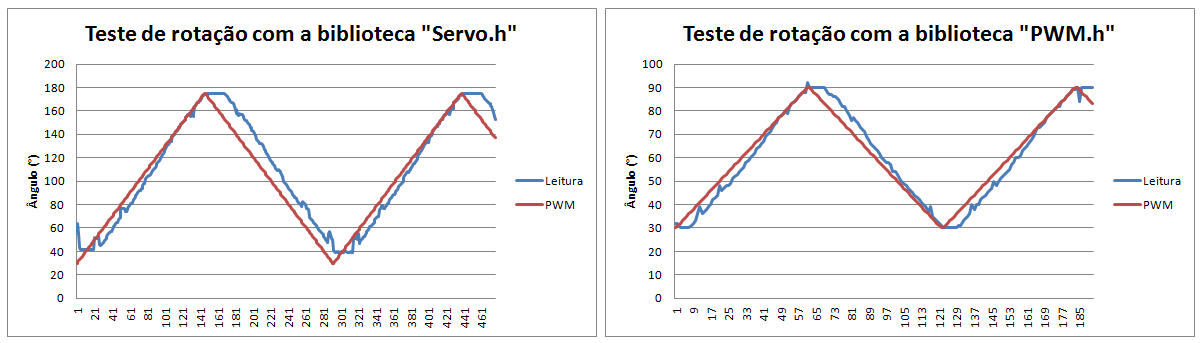 Teste de rotação com a biblioteca "Servo.h"
Ângulo (°)
200
180
160
140
120
100
80
60
40
20
0
1 21 41 61 81 101 121 141 161 181 201 221 241 261 281 301 321 341 361 381 401 421 441 461
Leitura
PWM
Teste de rotação com a biblioteca "PWM.h"
Ângulo (°)
100
90
80
70
60
50
40
30
20
10
0
1 9 17 25 33 41 49 57 65 73 81 89 97 105 113 121 129 137 145 153 161 169 177 185
Leitura
PWM